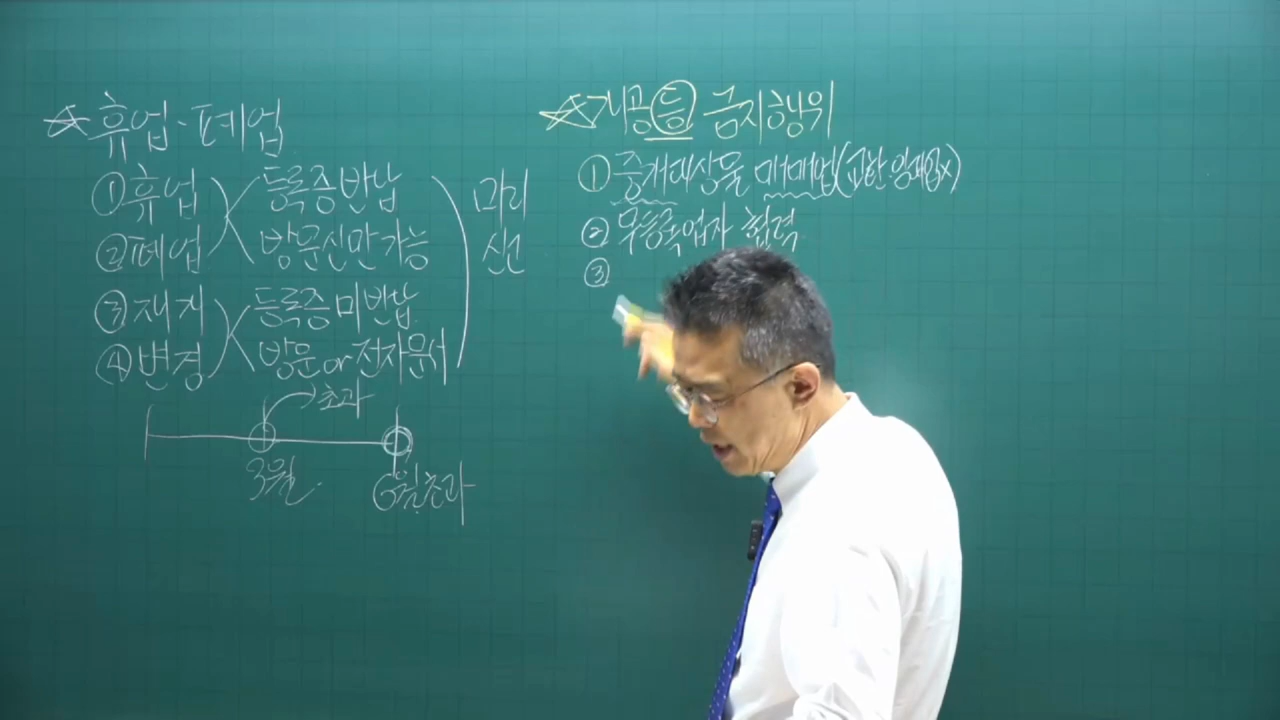 휴업·폐업
①휴업
②폐업
등록증반납
방문신만가능
③재개
④변경
등록증미반납
방문or전자문서
미리
신고
초과
3월
6월초과
개공등 금지행위
①중개대상물 매매업(교환 임대업x)
②무등록업자 협력
③